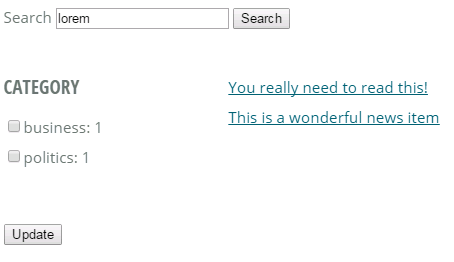 Search lorem Search
CATEGORY
You really need to read this!
This is a wonderful news item
business: 1
politics: 1
Update